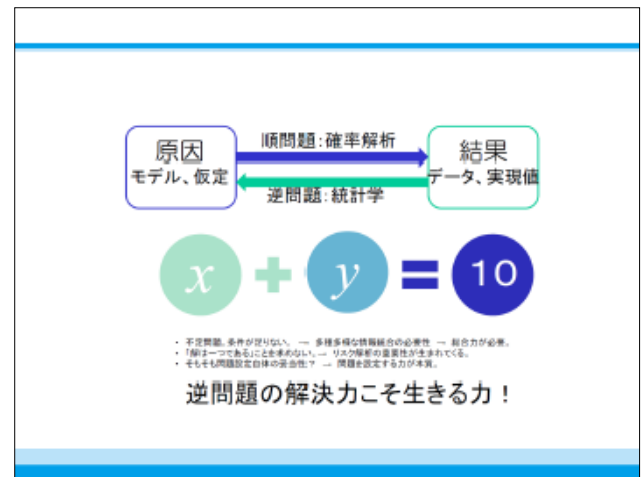 順問題:確率解析
原因
モデル、仮定
結果
データ、実現値
逆問題:統計学
x + y = 10
・ 不定問題。条件が足りない。 → 多種多様な情報統合の必要性 → 総合力が必要。
・ 「解は一つである」ことを求めない。→ リスク解析の重要性が生まれてくる。
・ そもそも問題設定自体の妥当性? → 問題を設定する力が本質。
逆問題の解決力こそ生きる力!